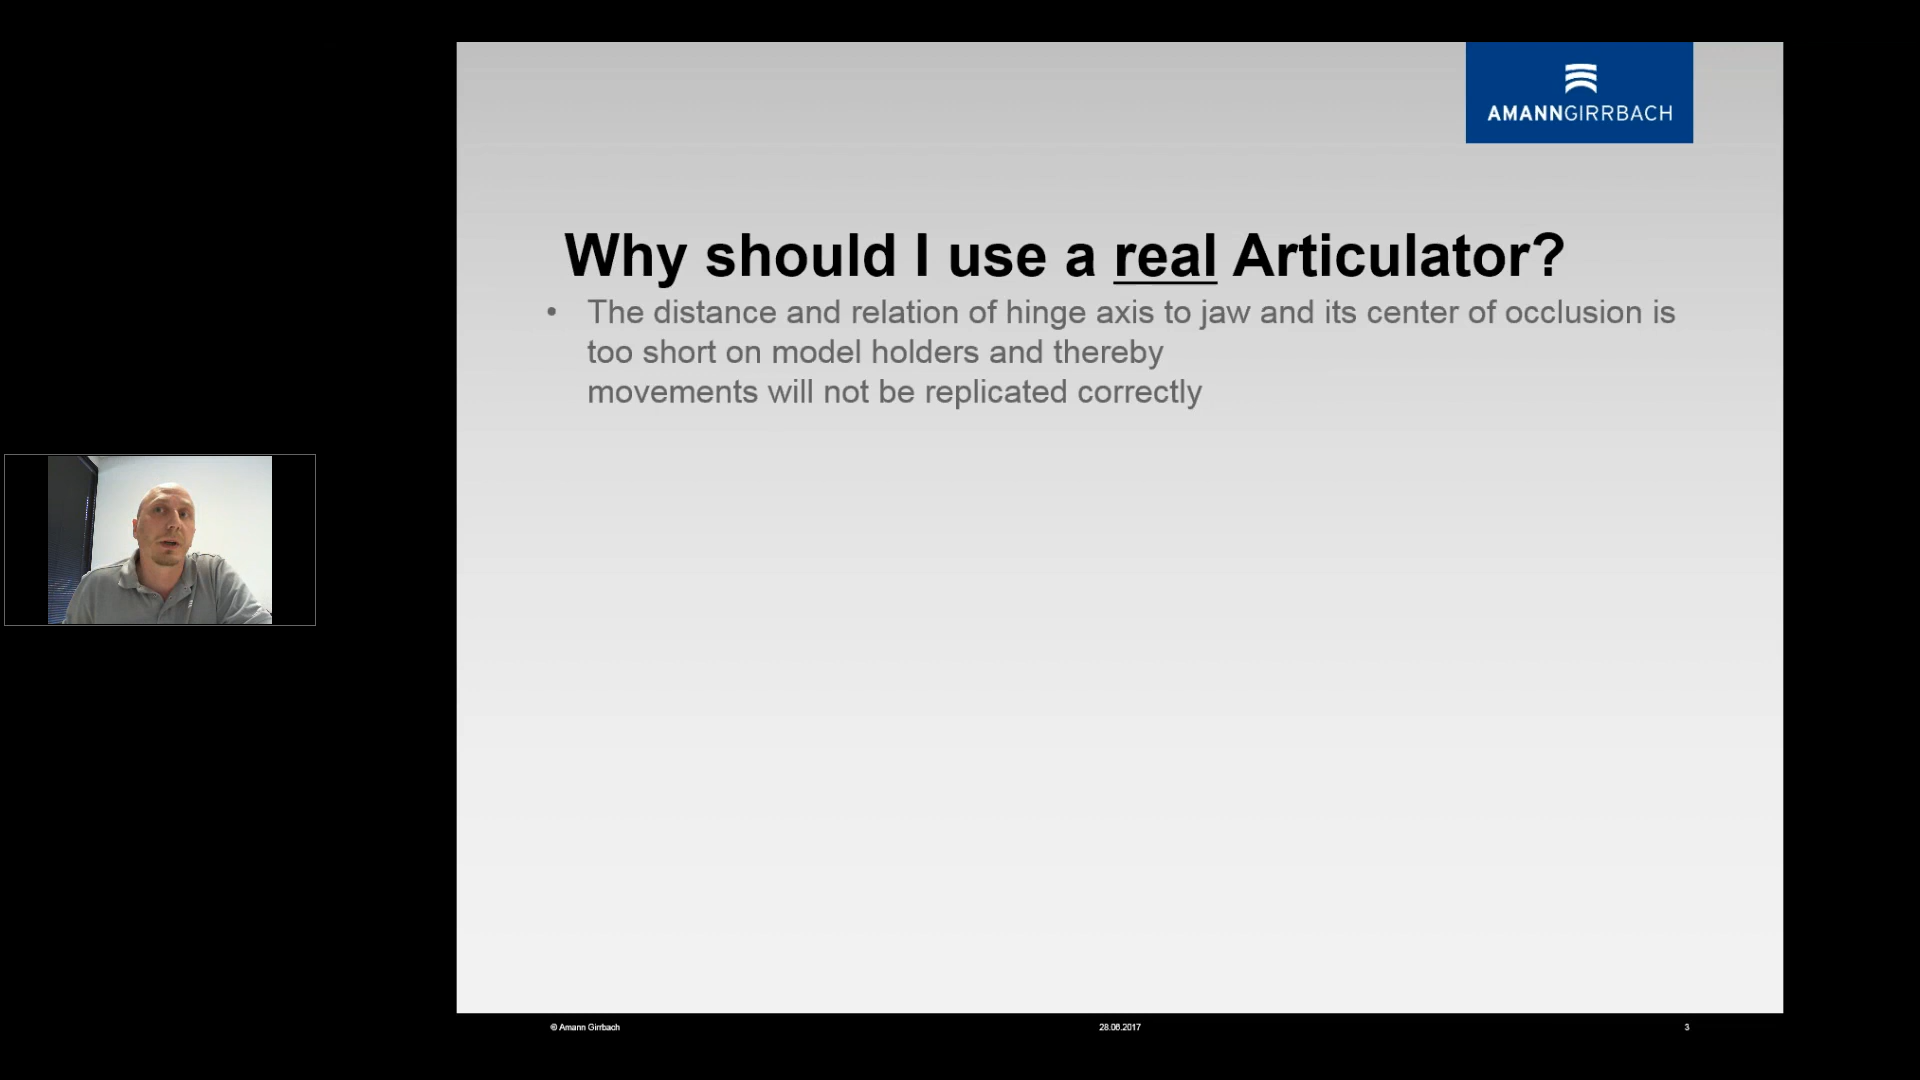 AMANNGIRRBACH
Why should I use a real Articulator?
• The distance and relation of hinge axis to jaw and its center of occlusion is
too short on model holders and thereby
movements will not be replicated correctly
© Amann Girrbach
28.06.2017
3